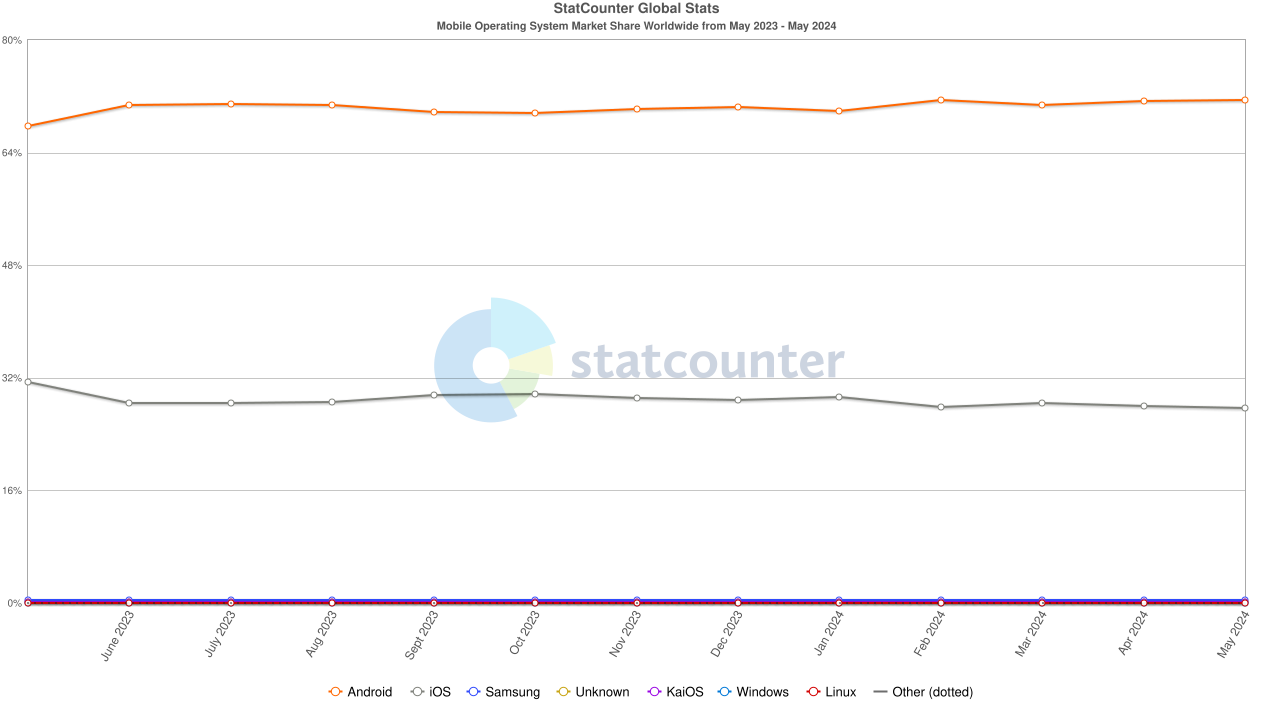 StatCounter Global Stats
Mobile Operating System Market Share Worldwide from May 2023 - May 2024
80%
64%
48%
statcounter
32%
16%
0%
June 2023 July 2023 Aug 2023 Sept 2023 Oct 2023 Nov 2023 Dec 2023 Jan 2024 Feb 2024 Mar 2024 Apr 2024 May 2024
Android iOS Samsung Unknown KaiOS Windows Linux Other (dotted)